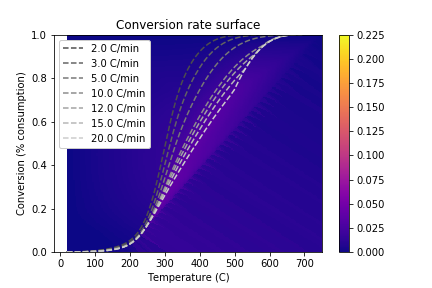 Conversion rate surface
2.0 C/min
3.0 C/min
5.0 C/min
10.0 C/min
12.0 C/min
15.0 C/min
20.0 C/min
1.0
0.8
0.6
0.4
0.2
0.0
Conversion (% consumption)
0 100 200 300 400 500 600 700
Temperature (C)
0.225
0.200
0.175
0.150
0.125
0.100
0.075
0.050
0.025
0.000